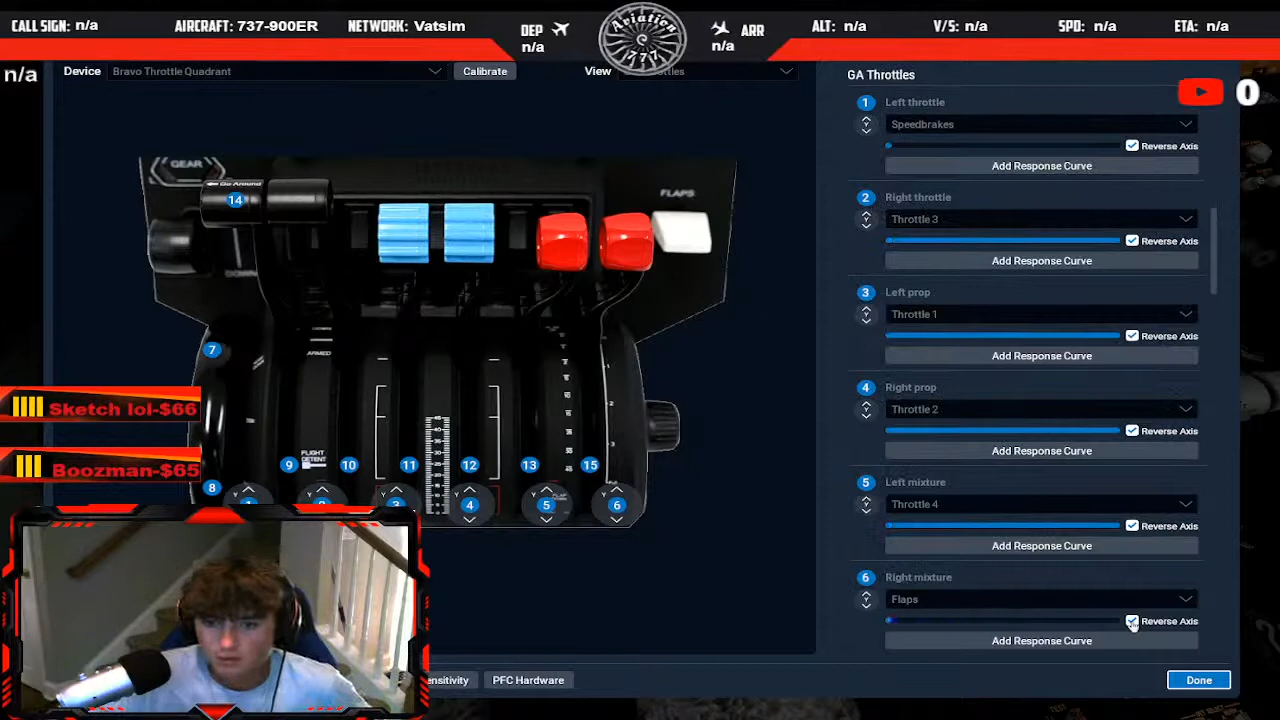 CALL SIGN: n/a
AIRCRAFT: 737-900ER
NETWORK: Vatsim
DEP
n/a
Aviation
777
ARR
n/a
ALT: n/a
V/S: n/a
SPD: n/a
ETA: n/a
n/a
Device
Bravo Throttle Quadrant
Calibrate
View
GA Throttles
0
1
Left throttle
Speedbrakes
Reverse Axis
Add Response Curve
2
Right throttle
Throttle 3
Reverse Axis
Add Response Curve
3
Left prop
Throttle 1
Reverse Axis
Add Response Curve
4
Right prop
Throttle 2
Reverse Axis
Add Response Curve
5
Left mixture
Throttle 4
Reverse Axis
Add Response Curve
6
Right mixture
Flaps
Reverse Axis
Add Response Curve
GEAR
Go Around
14
FLAPS
DOWN
ARMED
7
FLIGHT
DETENT
9
10
11
12
13
15
8
4
5
6
Sketch lol-$66
Boozman-$65
ensitivity
PFC Hardware
Done